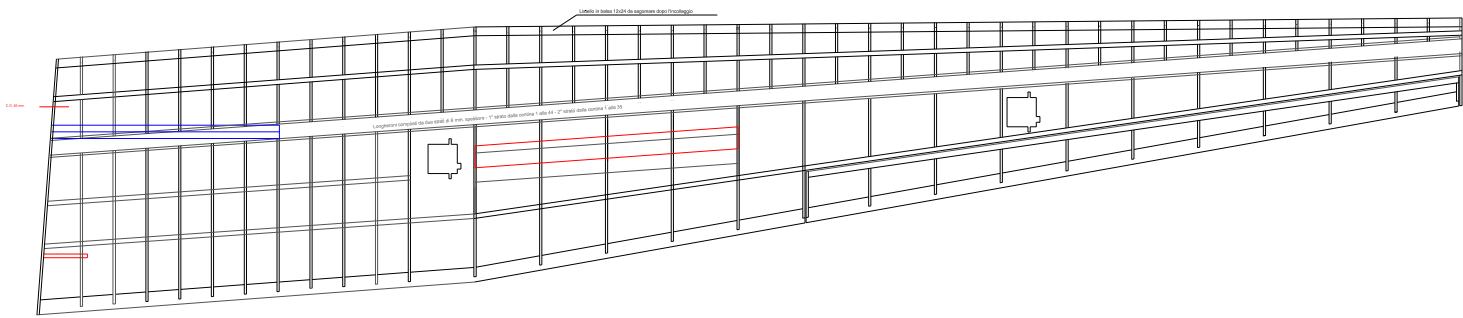 Listello in balsa 12x24 da sagomare dopo l'incollaggio
Longheroni composti da due strati di 6 mm. spessore - 1° strato dalla centina 1 alla 44 - 2° strato dalla centina 1 alla 35